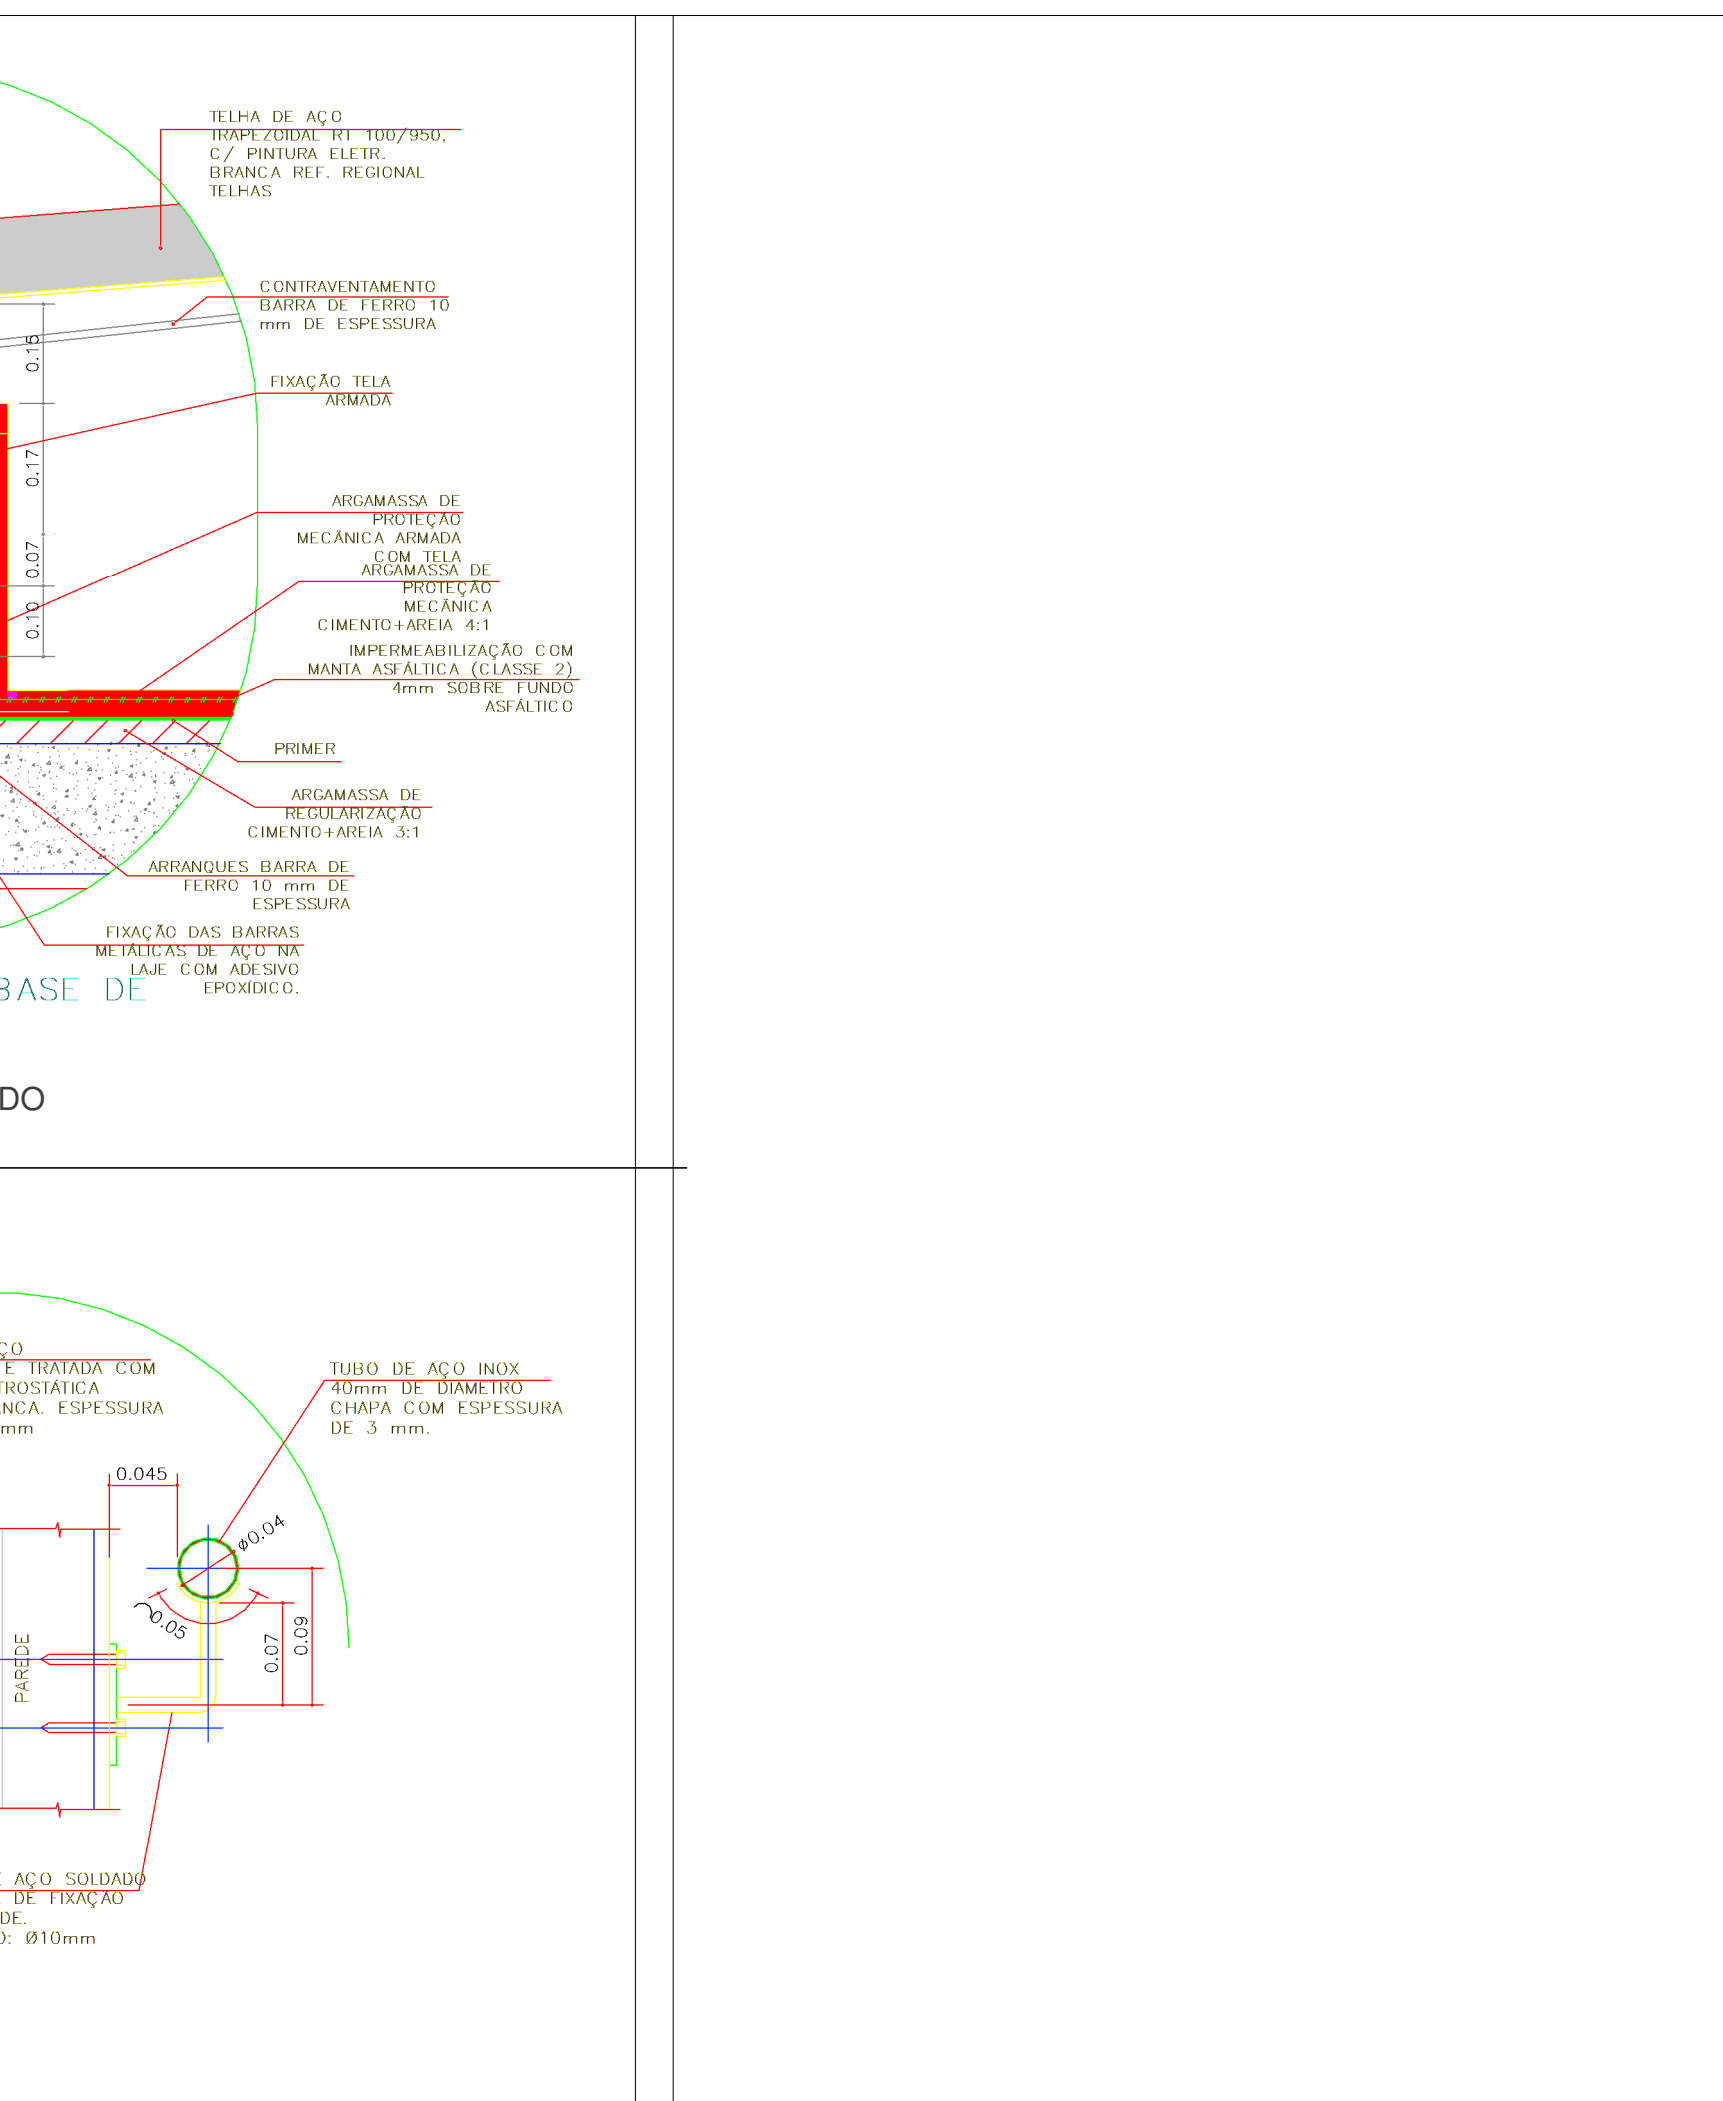 TELHA DE AÇO
TRAPEZOIDAL RT 100/950,
C/ PINTURA ELETR.
BRANCA REF. REGIONAL
TELHAS
CONTRAVENTAMENTO
BARRA DE FERRO 10
mm DE ESPESSURA
0.15
FIXAÇÃO TELA
ARMADA
0.17
ARGAMASSA DE
PROTEÇÃO
MECÂNICA ARMADA
COM TELA
0.07
ARGAMASSA DE
PROTEÇÃO
MECÂNICA
CIMENTO+AREIA 4:1
0.10
IMPERMEABILIZAÇÃO COM
MANTA ASFÁLTICA (CLASSE 2)
4mm SOBRE FUNDO
ASFÁLTICO
PRIMER
ARGAMASSA DE
REGULARIZAÇÃO
CIMENTO+AREIA 3:1
ARRANQUES BARRA DE
FERRO 10 mm DE
ESPESSURA
FIXAÇÃO DAS BARRAS
METÁLICAS DE AÇO NA
LAJE COM ADESIVO
EPOXÍDICO.
BASE DE
DO
ÇO
E TRATADA COM
TROSTÁTICA
NCA. ESPESSURA
mm
TUBO DE AÇO INOX
40mm DE DIÂMETRO
CHAPA COM ESPESSURA
DE 3 mm.
0.045
ø0.04
0.05
0.07
0.09
PAREDE
E AÇO SOLDADO
DE FIXAÇÃO
DE.
O: Ø10mm